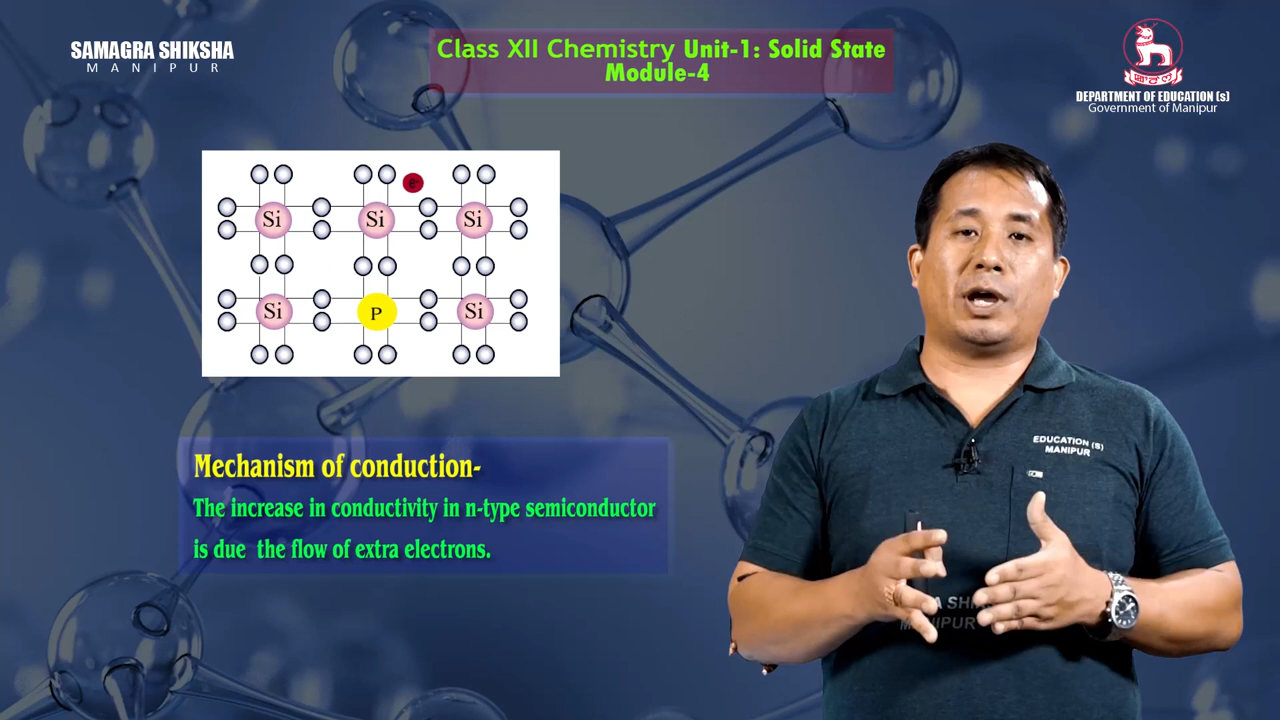 SAMAGRA SHIKSHA
MANIPUR
Class XII Chemistry Unit-1: Solid State
Module-4
DEPARTMENT OF EDUCATION (s)
Government of Manipur
Si
Si
Si
Si
P
Si
Mechanism of conduction-
The increase in conductivity in n-type semiconductor
is due the flow of extra electrons.
EDUCATION (S)
MANIPUR